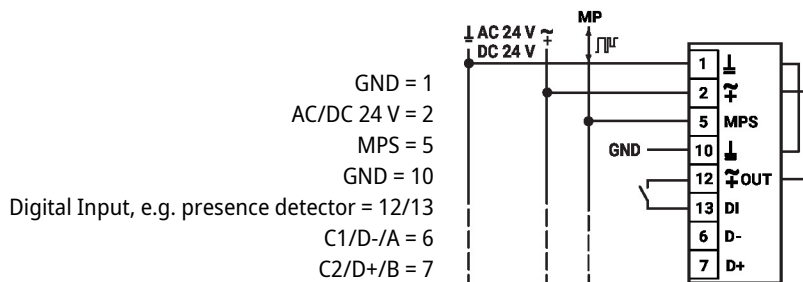 GND = 1
AC/DC 24 V = 2
MPS = 5
GND = 10
Digital Input, e.g. presence detector = 12/13
C1/D-/A = 6
C2/D+/B = 7
MP
AC 24 V
DC 24 V
1
2
5 MPS
GND 10
12 OUT
13 DI
6 D-
7 D+